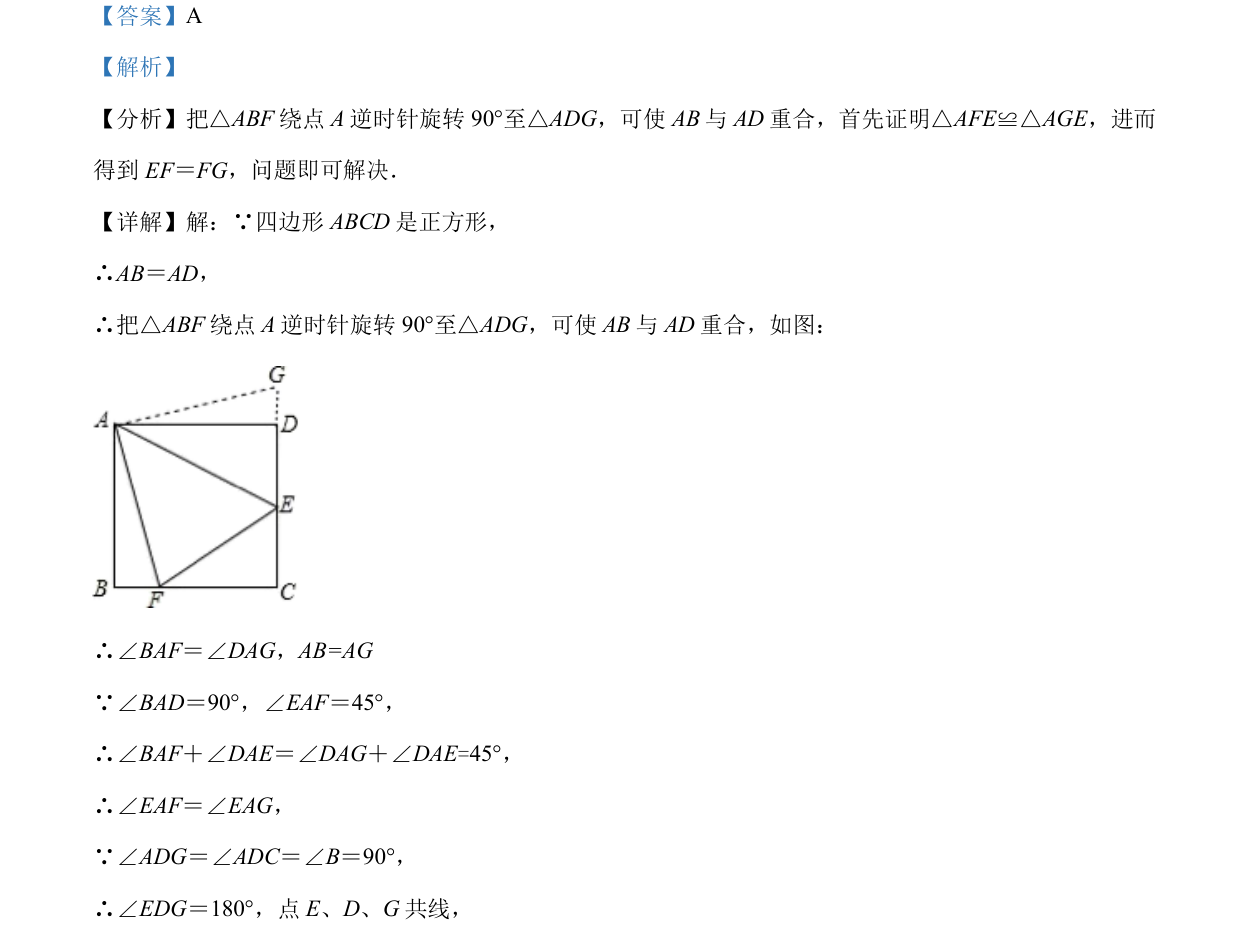 【答案】A
【解析】
【分析】把△ABF绕点A逆时针旋转90°至△ADG，可使AB与AD重合，首先证明△AFE≌△AGE，进而
得到EF＝FG，问题即可解决．
【详解】解：∵四边形ABCD是正方形，
∴AB＝AD，
∴把△ABF绕点A逆时针旋转90°至△ADG，可使AB与AD重合，如图：
G
A
D
E
B
F
C
∴∠BAF＝∠DAG，AB=AG
∵∠BAD＝90°，∠EAF＝45°，
∴∠BAF＋∠DAE＝∠DAG＋∠DAE=45°，
∴∠EAF＝∠EAG，
∵∠ADG＝∠ADC＝∠B＝90°，
∴∠EDG＝180°，点E、D、G共线，